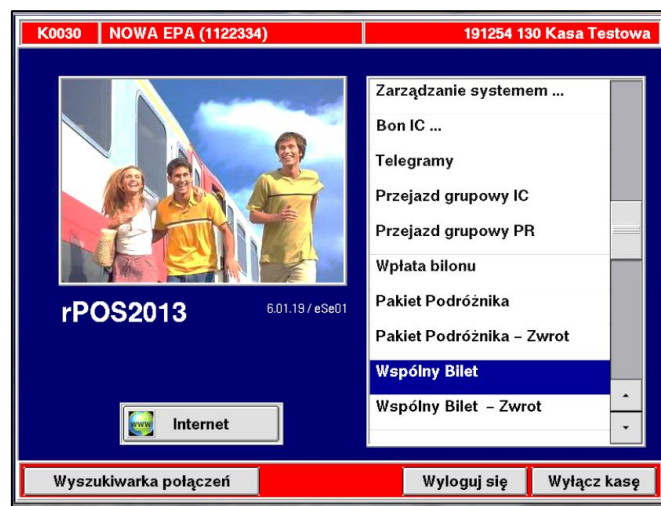 K0030 NOWA EPA (1122334) 191254 130 Kasa Testowa
Zarządzanie systemem ...
Bon IC ...
Telegramy
Przejazd grupowy IC
Przejazd grupowy PR
Wpłata bilonu
Pakiet Podróżnika
Pakiet Podróżnika – Zwrot
Wspólny Bilet
Wspólny Bilet – Zwrot
rPOS2013 6.01.19 / eSe01
www Internet
Wyszukiwarka połączeń Wyloguj się Wyłącz kasę